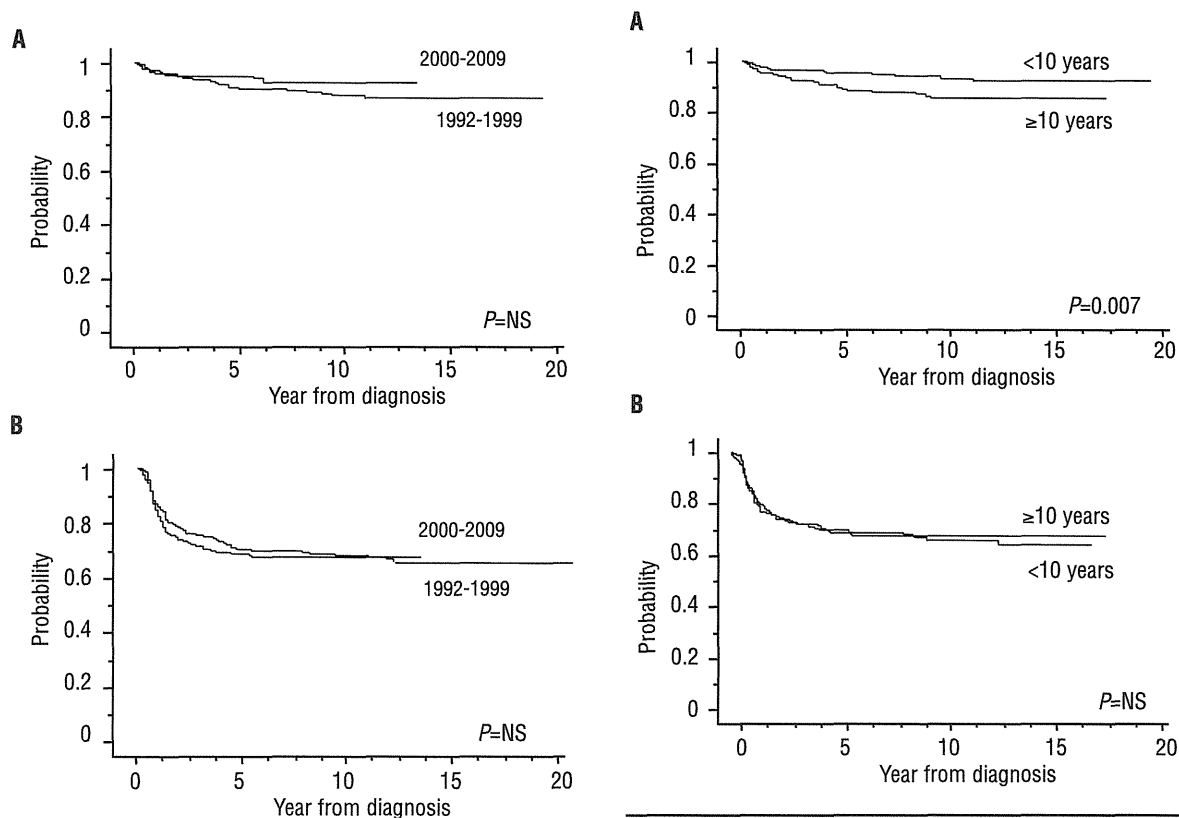 A
1
0.8
0.6
0.4
0.2
0
Probability
2000-2009
1992-1999
P=NS
0 5 10 15 20
Year from diagnosis
B
1
0.8
0.6
0.4
0.2
0
Probability
2000-2009
1992-1999
P=NS
0 5 10 15 20
Year from diagnosis
A
1
0.8
0.6
0.4
0.2
0
Probability
<10 years
≥10 years
P=0.007
0 5 10 15 20
Year from diagnosis
B
1
0.8
0.6
0.4
0.2
0
Probability
≥10 years
<10 years
P=NS
0 5 10 15 20
Year from diagnosis